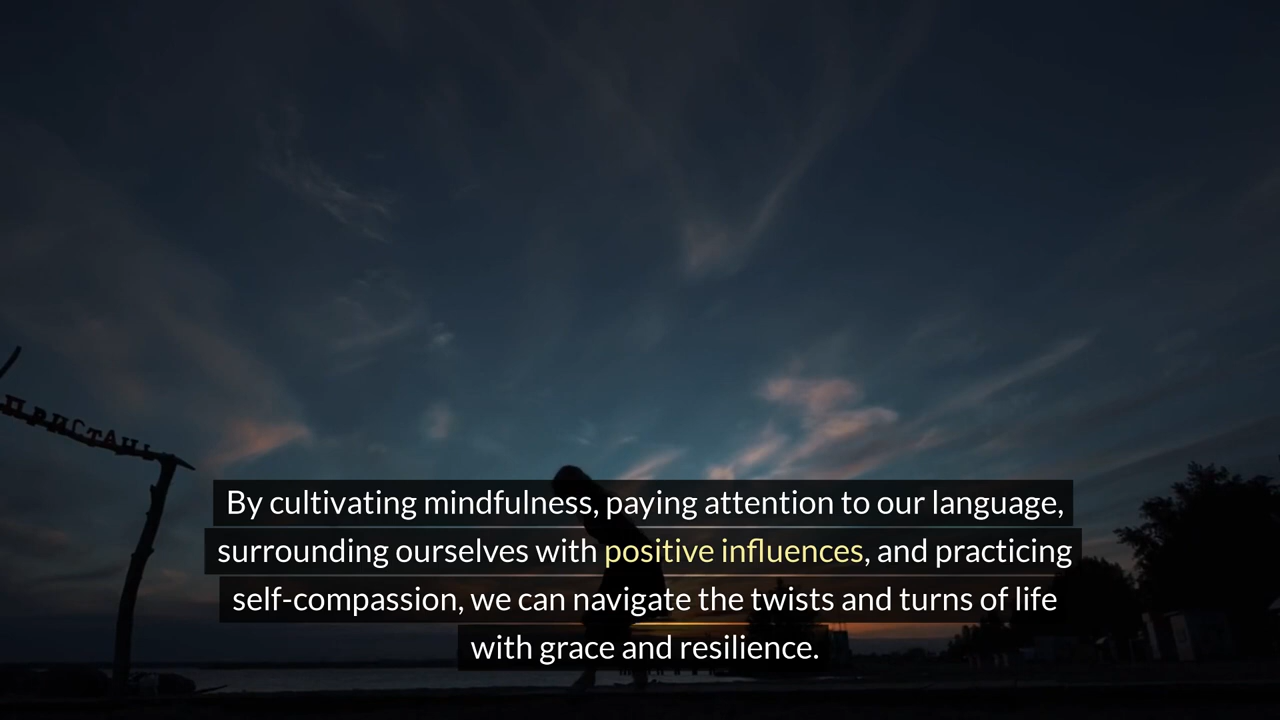 ПРИСТАНЬ
By cultivating mindfulness, paying attention to our language,
surrounding ourselves with positive influences, and practicing
self-compassion, we can navigate the twists and turns of life
with grace and resilience.